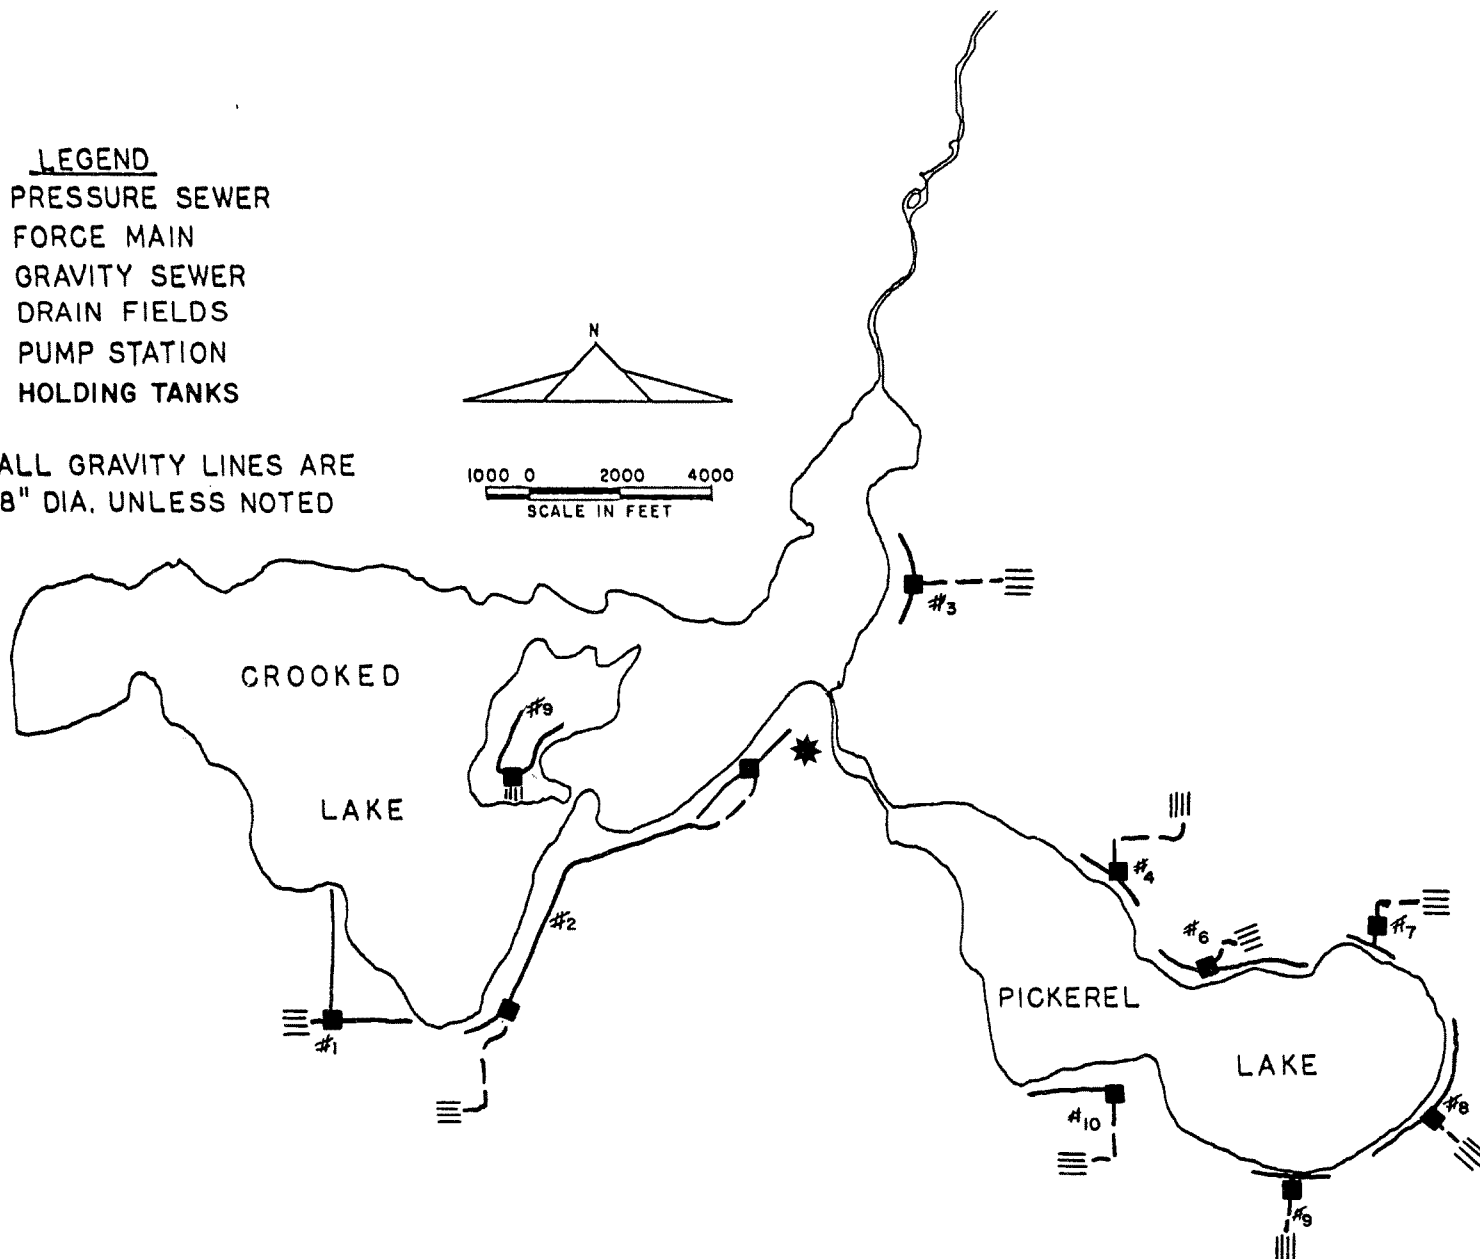 LEGEND
PRESSURE SEWER
FORCE MAIN
GRAVITY SEWER
DRAIN FIELDS
PUMP STATION
HOLDING TANKS
ALL GRAVITY LINES ARE
8" DIA. UNLESS NOTED
N
1000 0 2000 4000
SCALE IN FEET
#3
CROOKED
#9
LAKE
#4
#2
#6
#7
PICKEREL
#1
LAKE
#10
#8
#9